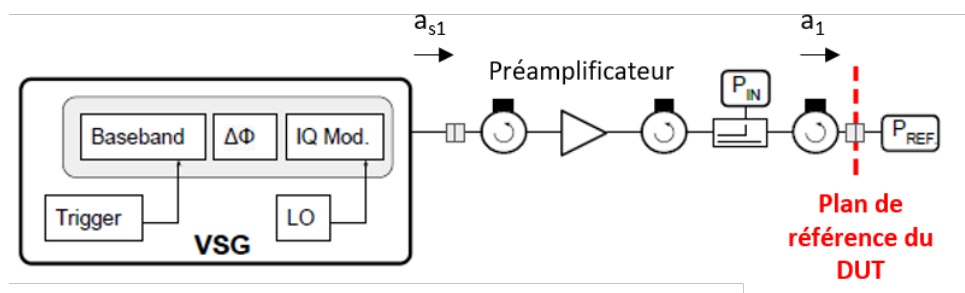 a_s1
a_1
Préamplificateur
P_IN
Baseband
ΔΦ
IQ Mod.
P_REF.
Trigger
LO
VSG
Plan de
référence du
DUT